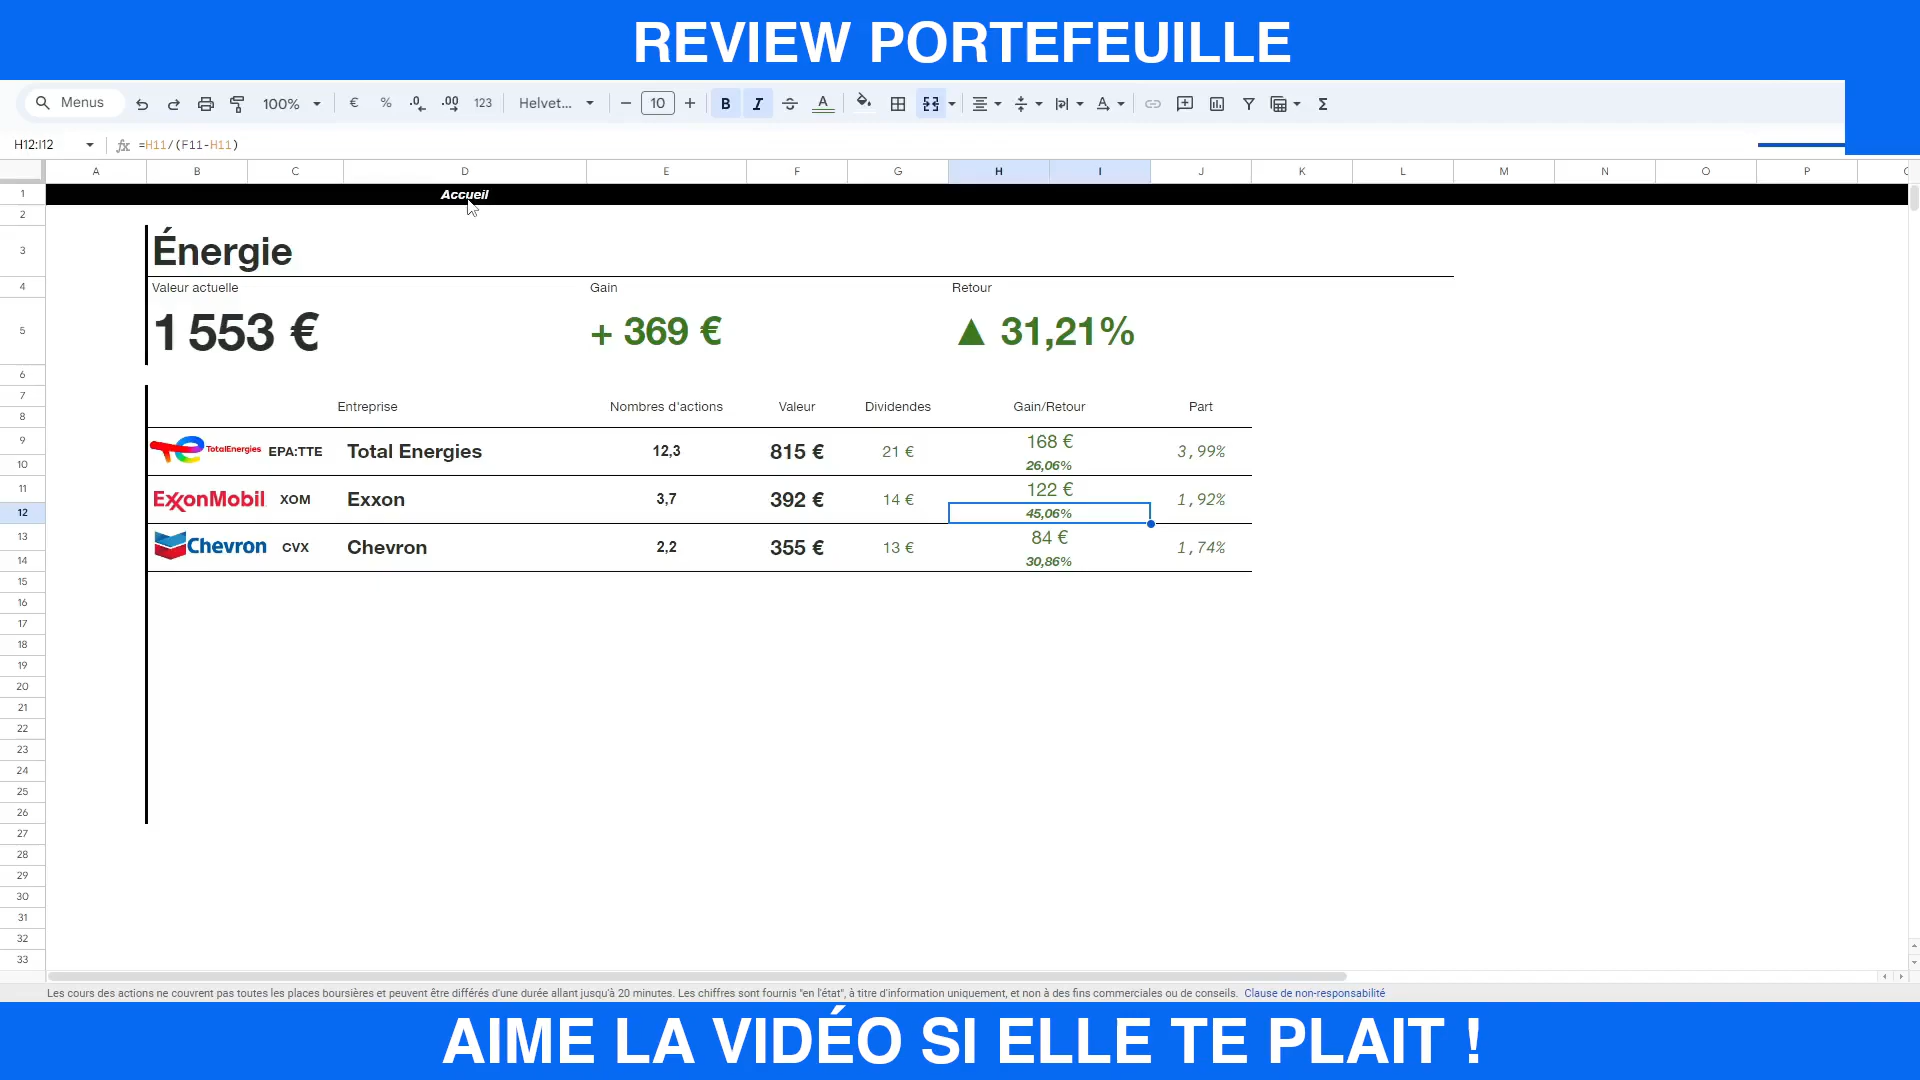 REVIEW PORTEFEUILLE
Menus 100% € % .0 .00 123 Helvet... 10 B I A Σ
H12:I12 fx =H11/(F11-H11)
A B C D E F G H I J K L M N O P
1 Accueil
2
3 Énergie
4 Valeur actuelle Gain Retour
5 1 553 € + 369 € ▲ 31,21%
6
7
8 Entreprise Nombres d'actions Valeur Dividendes Gain/Retour Part
9 168 €
TotalEnergies EPA:TTE Total Energies 12,3 815 € 21 € 3,99%
10 26,06%
11 122 €
ExxonMobil XOM Exxon 3,7 392 € 14 € 1,92%
12 45,06%
13 84 €
Chevron CVX Chevron 2,2 355 € 13 € 1,74%
14 30,86%
15
16
17
18
19
20
21
22
23
24
25
26
27
28
29
30
31
32
33
Les cours des actions ne couvrent pas toutes les places boursières et peuvent être différés d'une durée allant jusqu'à 20 minutes. Les chiffres sont fournis "en l'état", à titre d'information uniquement, et non à des fins commerciales ou de conseils. Clause de non-responsabilité
AIME LA VIDÉO SI ELLE TE PLAIT !